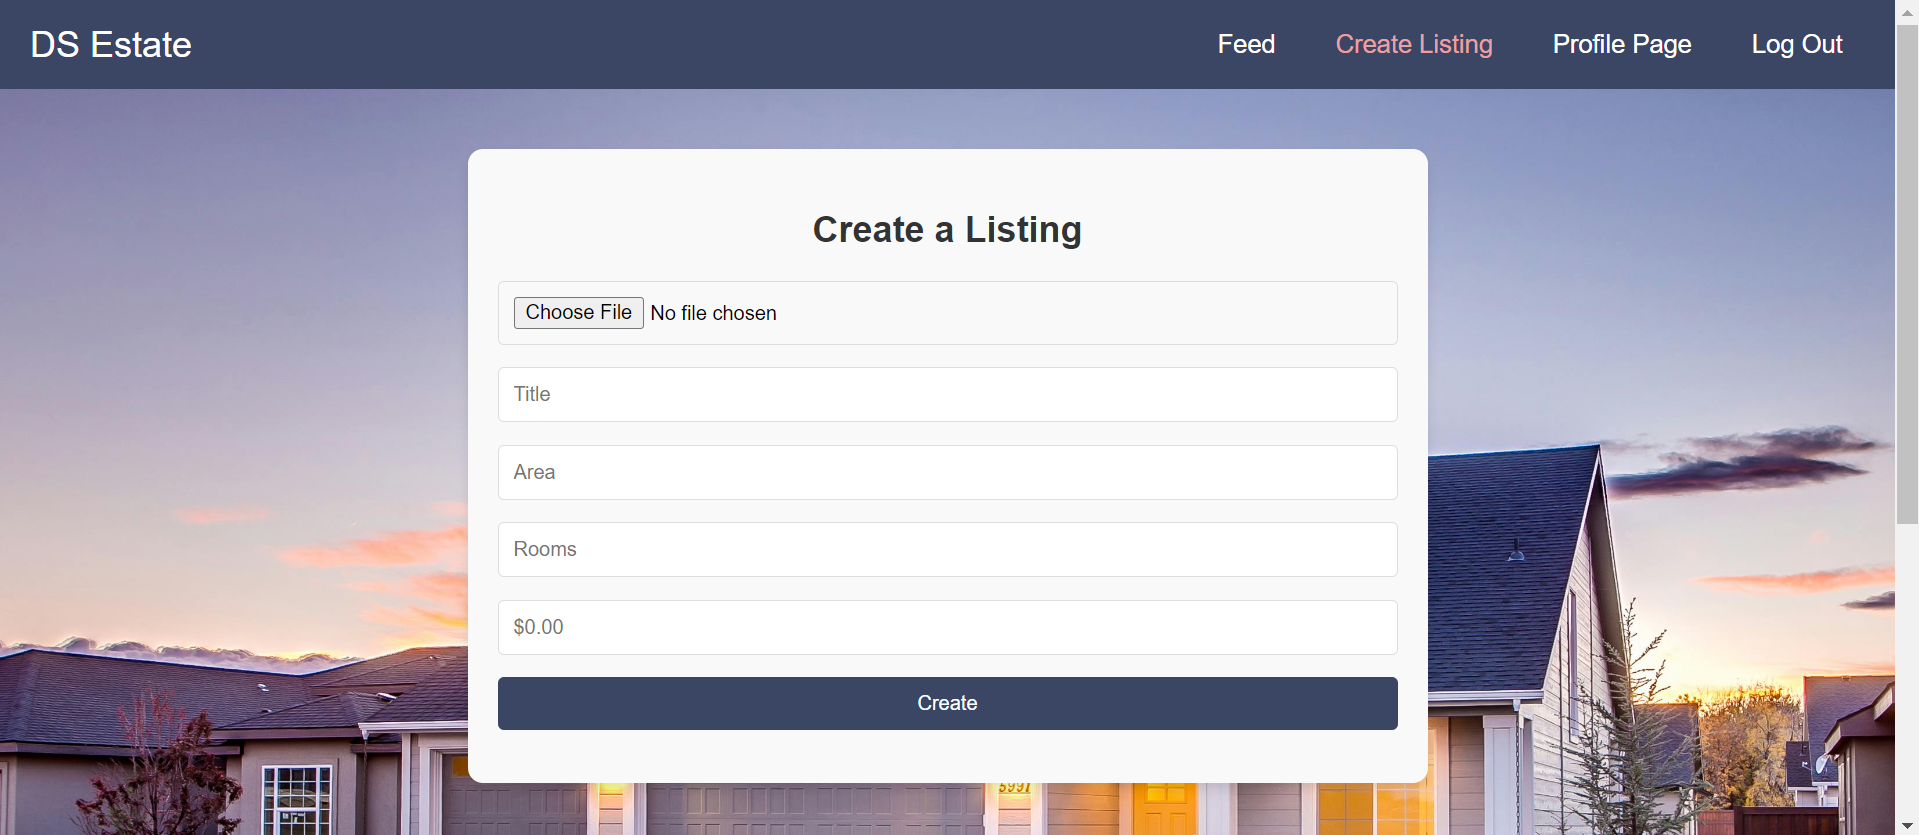 DS Estate
Feed Create Listing Profile Page Log Out
Create a Listing
Choose File No file chosen
Title
Area
Rooms
$0.00
Create
5991